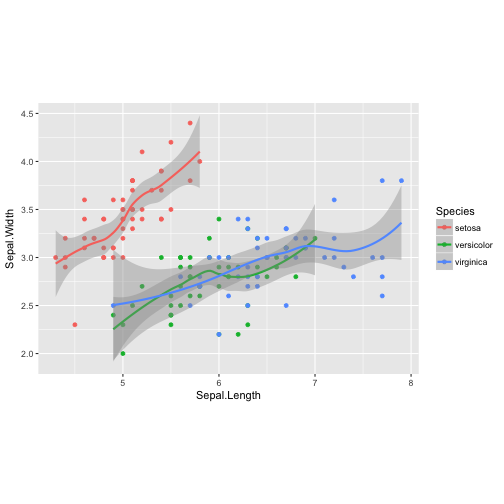 4.5
4.0
3.5
3.0
2.5
2.0
Sepal.Width
5 6 7 8
Sepal.Length
Species
setosa
versicolor
virginica